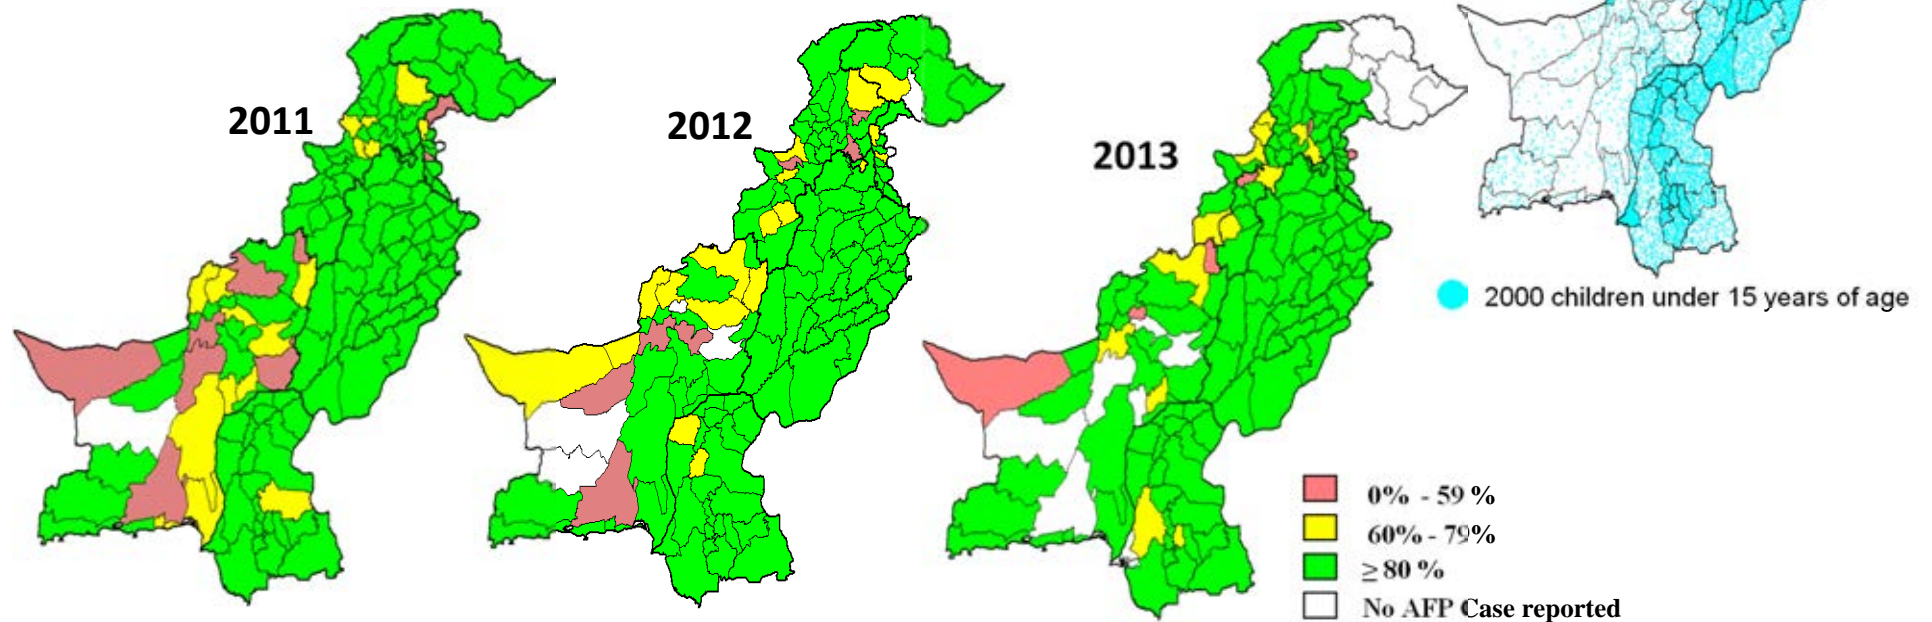 2011
2012
2013
2000 children under 15 years of age
0% - 59 %
60% - 79%
≥ 80 %
No AFP Case reported